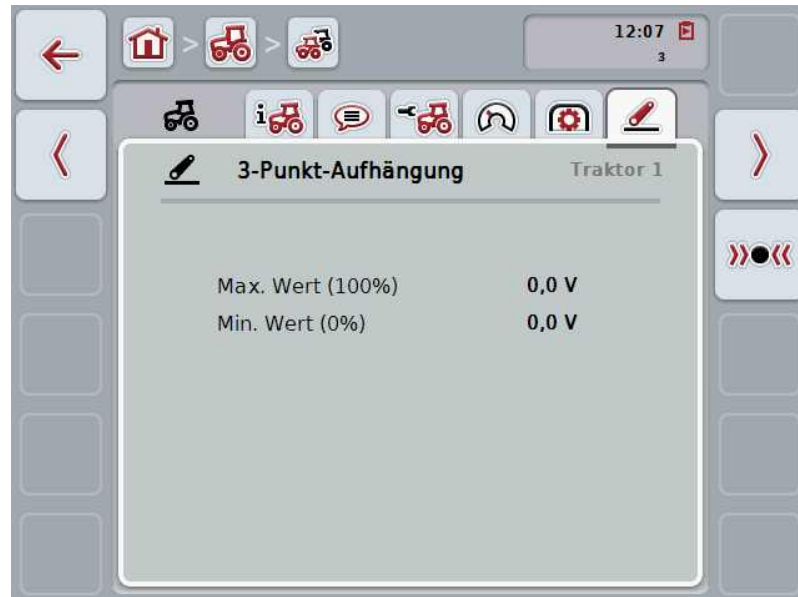 12:07
3
3-Punkt-Aufhängung Traktor 1
Max. Wert (100%) 0,0 V
Min. Wert (0%) 0,0 V